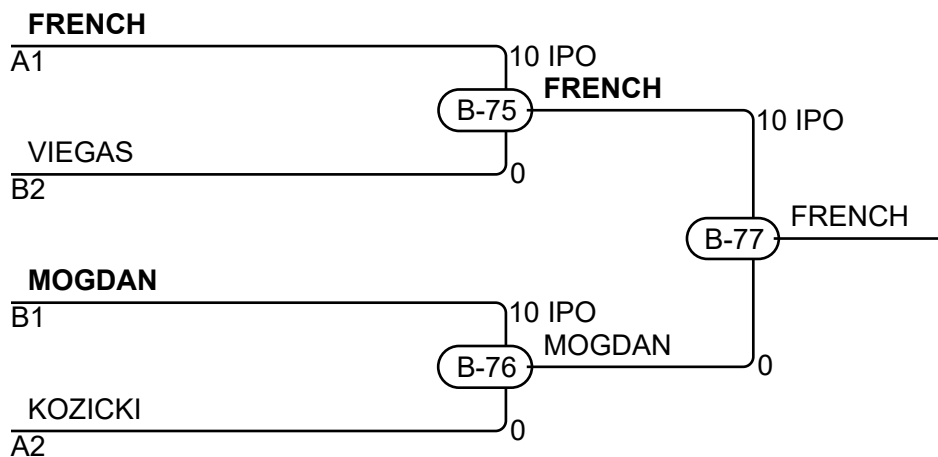 FRENCH
A1
10 IPO
B-75
FRENCH
VIEGAS
B2
0
10 IPO
B-77
FRENCH
MOGDAN
B1
10 IPO
B-76
MOGDAN
0
KOZICKI
A2
0